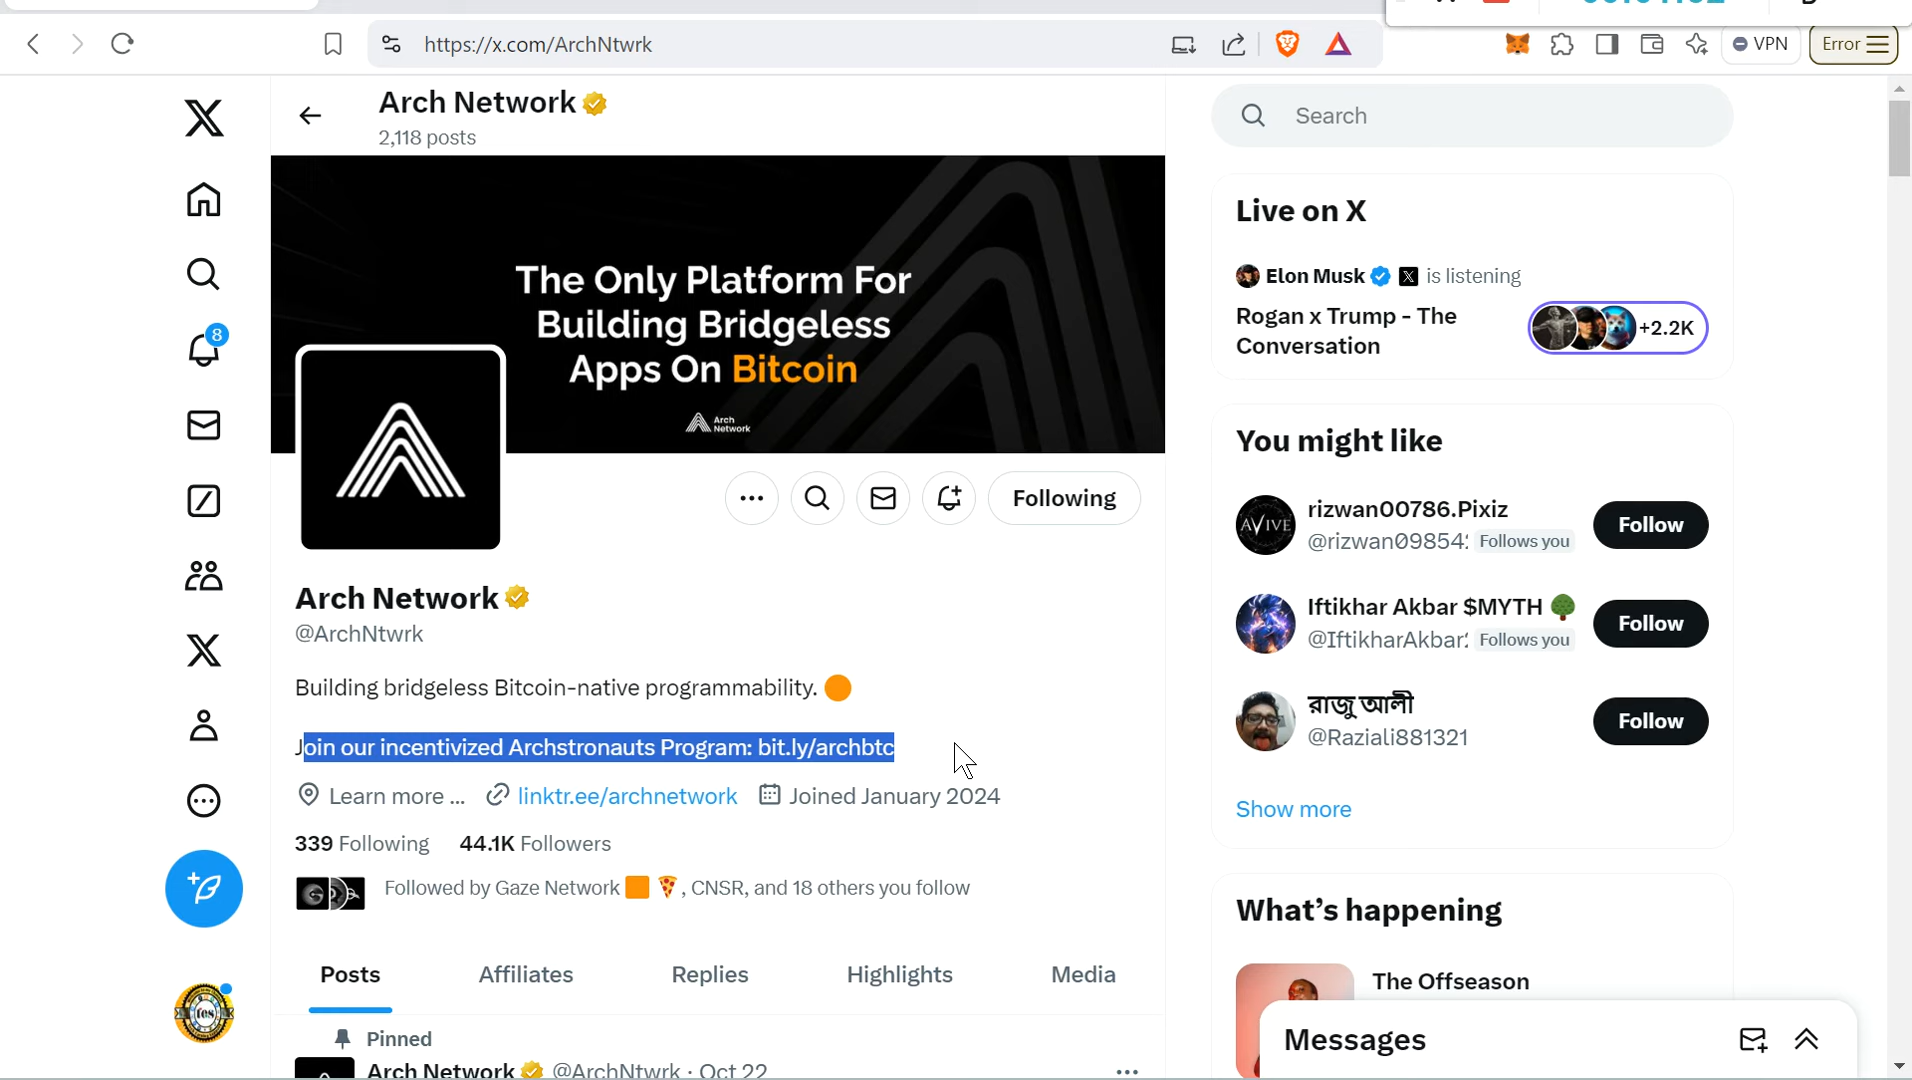 https://x.com/ArchNtwrk
VPN
Error
Arch Network
2,118 posts
Search
The Only Platform For
Building Bridgeless
Apps On Bitcoin
Arch
Network
Live on X
Elon Musk is listening
Rogan x Trump - The
Conversation
+2.2K
8
Following
You might like
AVIVE
rizwan00786.Pixiz
@rizwan09854 Follows you
Follow
Arch Network
@ArchNtwrk
Iftikhar Akbar $MYTH 🌳
@IftikharAkbar Follows you
Follow
Building bridgeless Bitcoin-native programmability. 🟠
রাজু আলী
@Raziali881321
Follow
Join our incentivized Archstronauts Program: bit.ly/archbtc
Learn more ... linktr.ee/archnetwork Joined January 2024
Show more
339 Following 44.1K Followers
Followed by Gaze Network 🟧 🍕, CNSR, and 18 others you follow
What's happening
Posts Affiliates Replies Highlights Media
The Offseason
fes
Pinned
Messages
Arch Network @ArchNtwrk · Oct 22